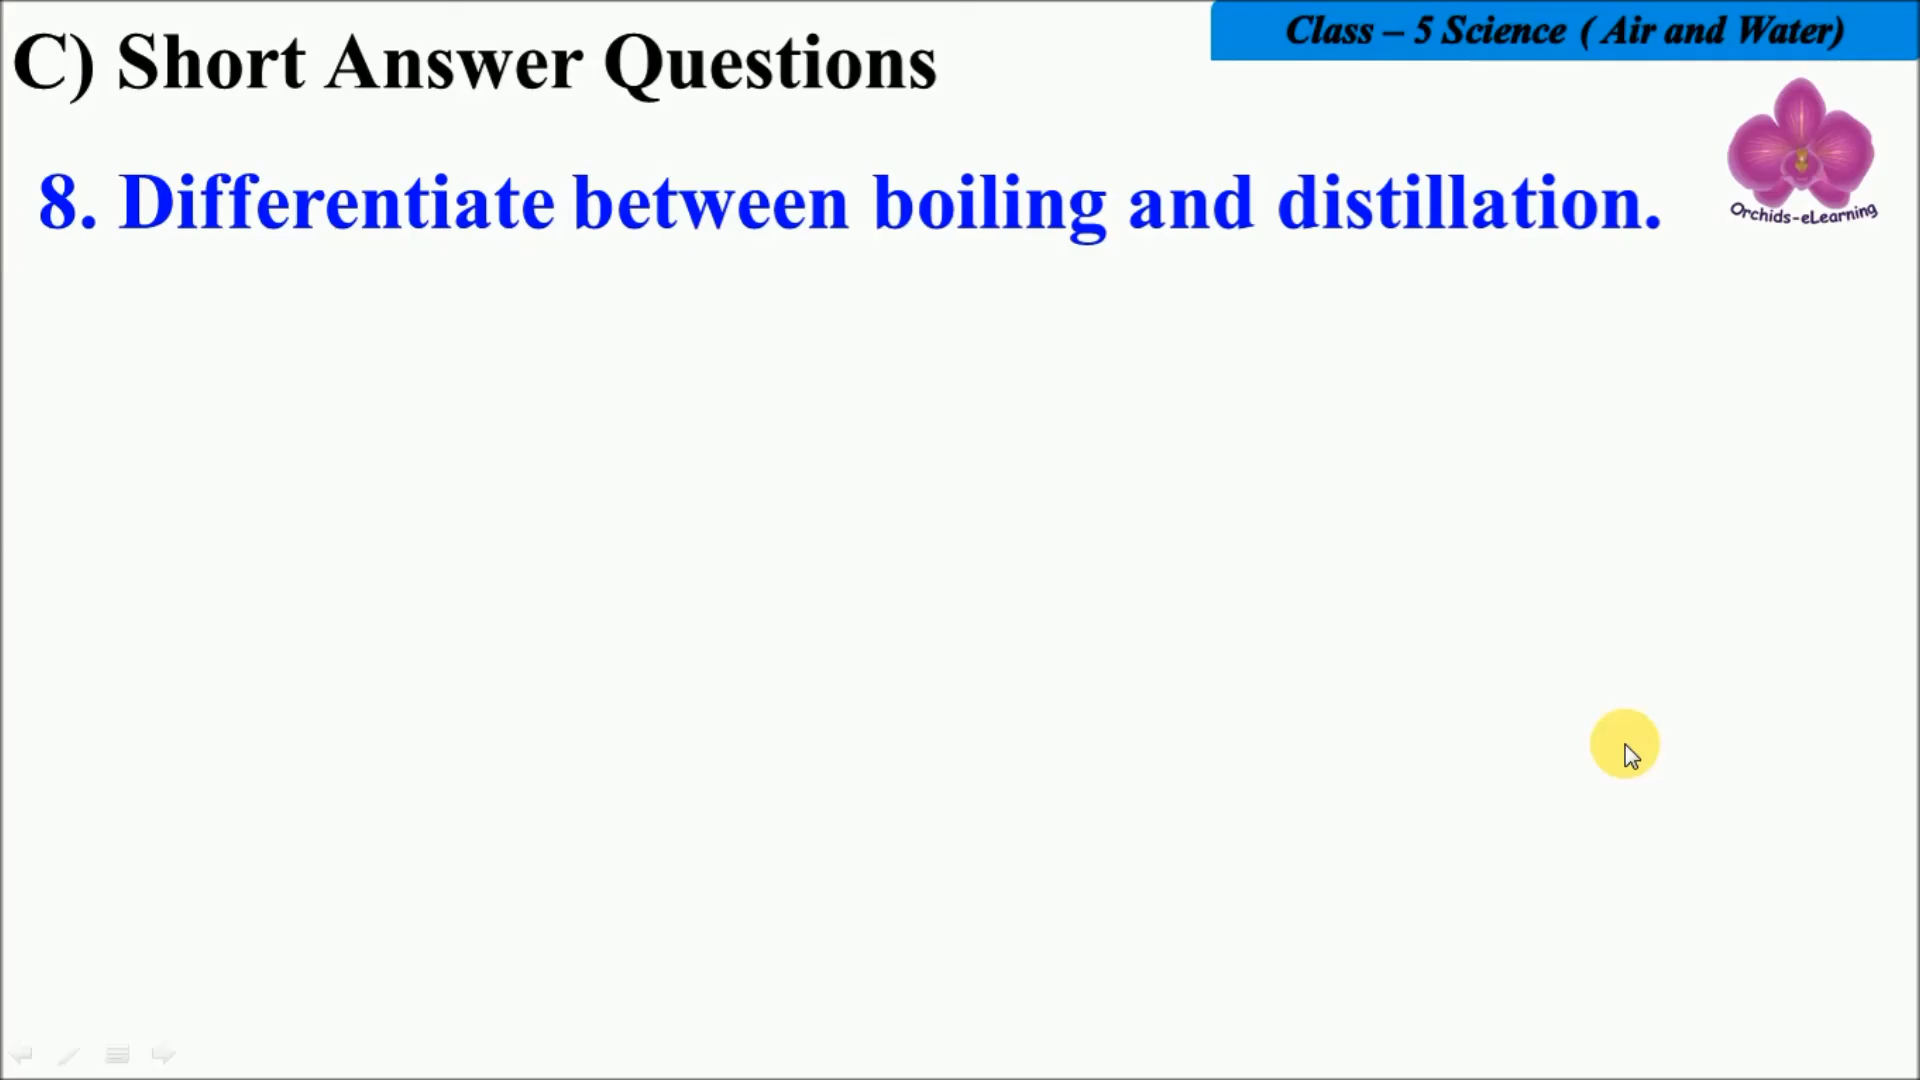 Class – 5 Science ( Air and Water)
C) Short Answer Questions
8. Differentiate between boiling and distillation.
Orchids-eLearning